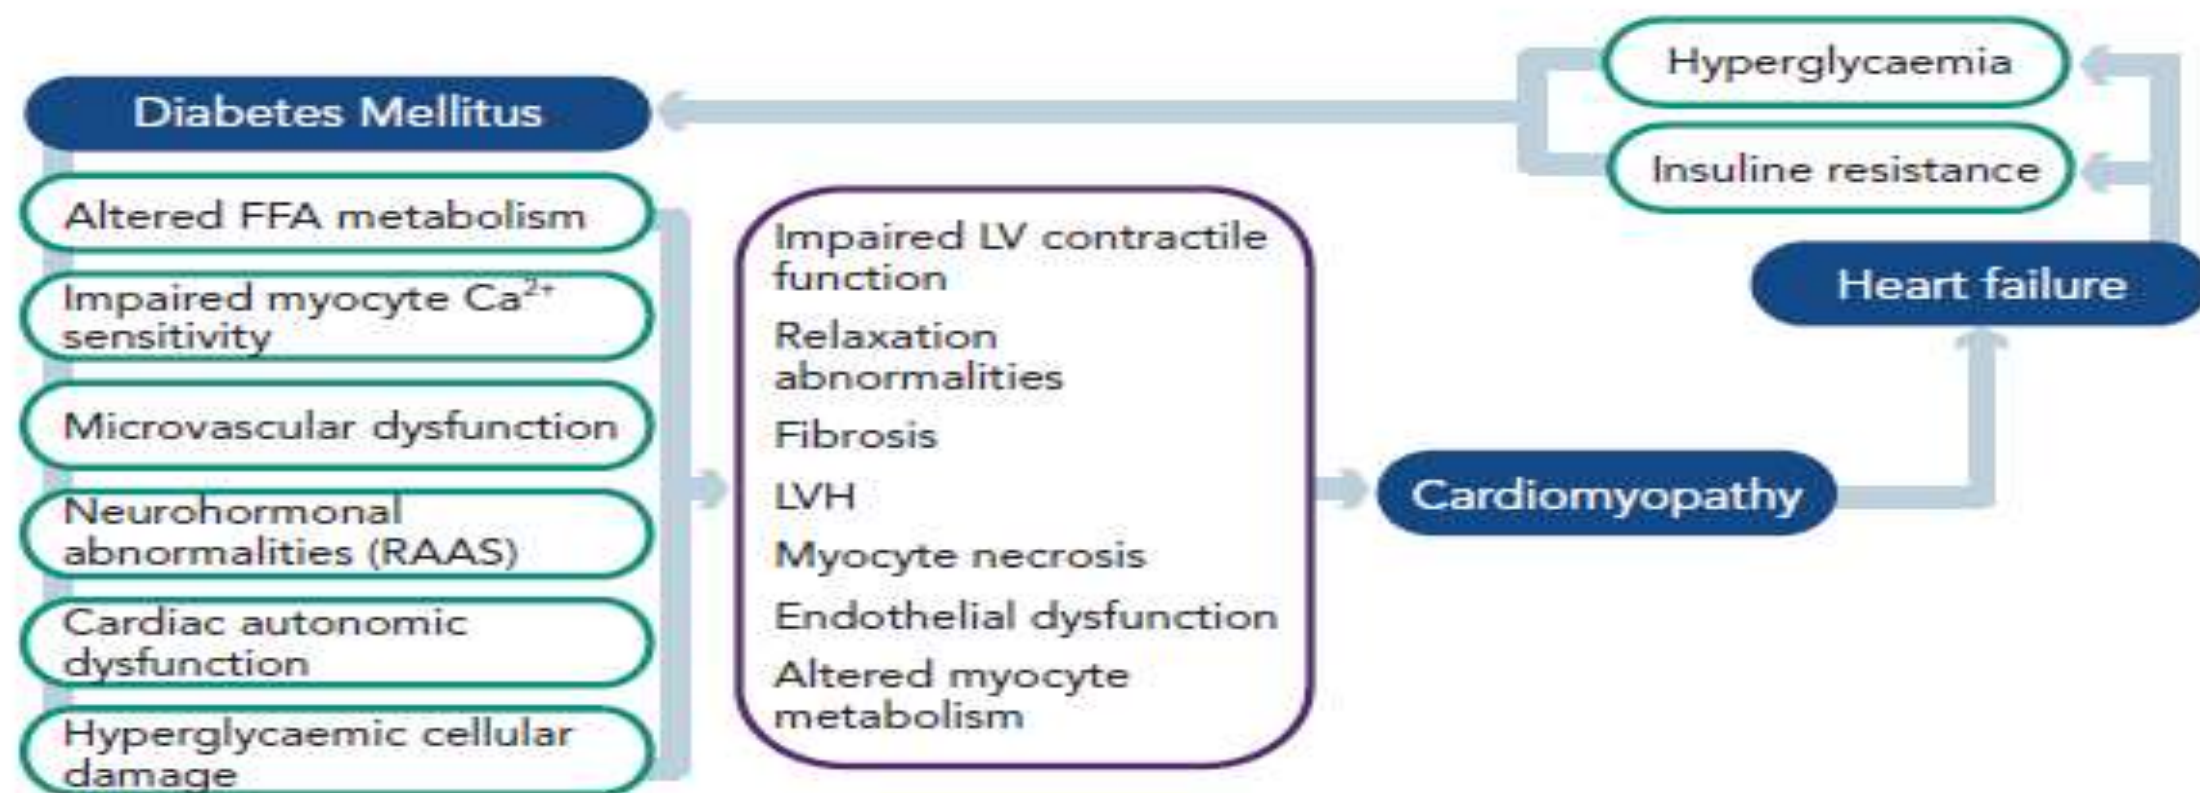 Diabetes Mellitus
Altered FFA metabolism
Impaired myocyte Ca²⁺
sensitivity
Microvascular dysfunction
Neurohormonal
abnormalities (RAAS)
Cardiac autonomic
dysfunction
Hyperglycaemic cellular
damage
Impaired LV contractile
function
Relaxation
abnormalities
Fibrosis
LVH
Myocyte necrosis
Endothelial dysfunction
Altered myocyte
metabolism
Cardiomyopathy
Heart failure
Hyperglycaemia
Insuline resistance